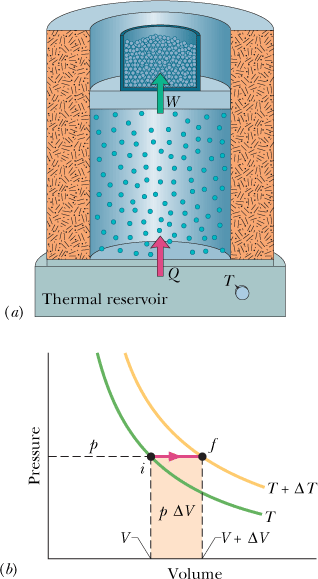 W
Q
T
Thermal reservoir
(a)
Pressure
p
i
f
p ΔV
T + ΔT
T
V
V + ΔV
Volume
(b)